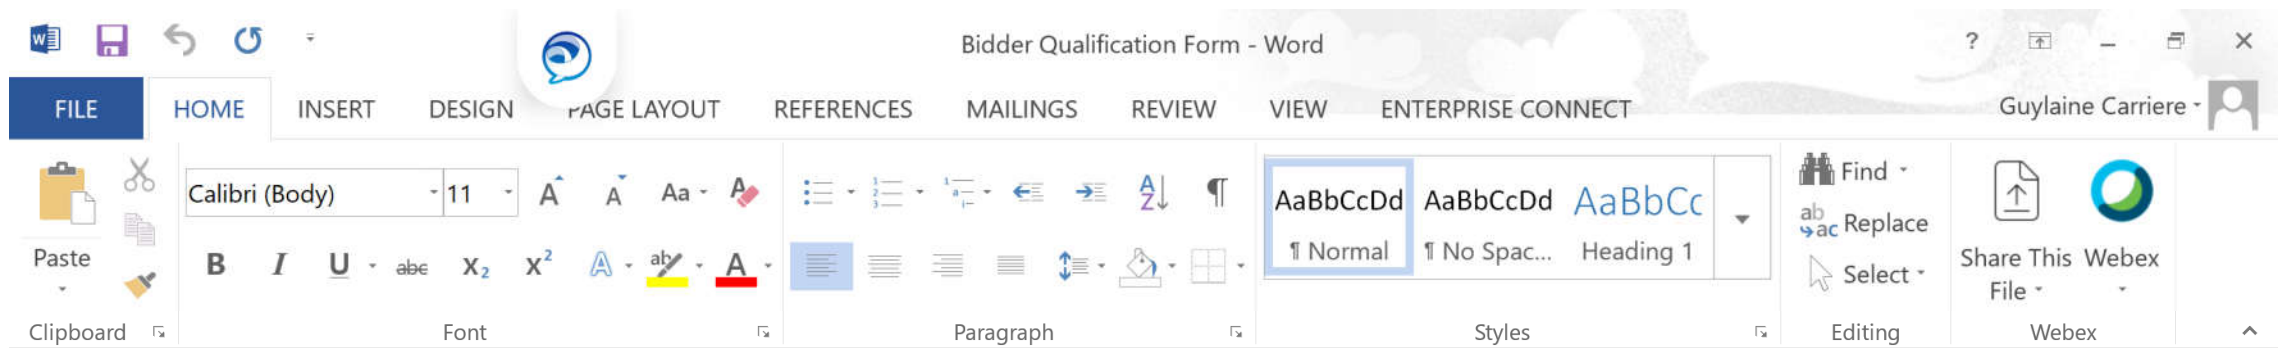 Bidder Qualification Form - Word
?
FILE HOME INSERT DESIGN PAGE LAYOUT REFERENCES MAILINGS REVIEW VIEW ENTERPRISE CONNECT Guylaine Carriere
Calibri (Body) 11 A A Aa A AaBbCcDd AaBbCcDd AaBbCc Find
Replace
Paste B I U abc X₂ X² A ab A ¶ Normal ¶ No Spac... Heading 1 Select Share This File Webex
Clipboard Font Paragraph Styles Editing Webex